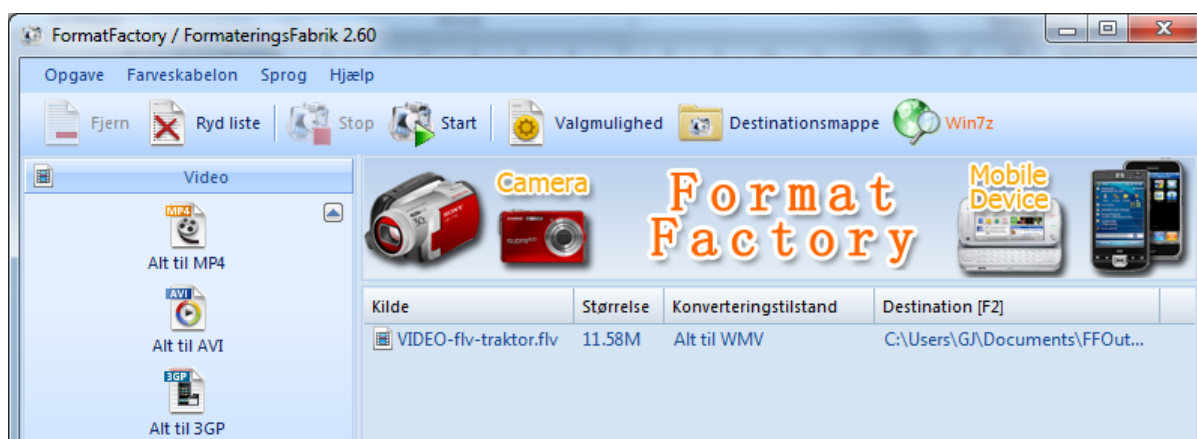 FormatFactory / FormateringsFabrik 2.60
Opgave Farveskabelon Sprog Hjælp
Fjern Ryd liste Stop Start Valgmulighed Destinationsmappe Win7z
Video
Camera
Format
Factory
Mobile
Device
MP4
Alt til MP4
AVI
Alt til AVI
3GP
Alt til 3GP
Kilde Størrelse Konverteringstilstand Destination [F2]
VIDEO-flv-traktor.flv 11.58M Alt til WMV C:\Users\GJ\Documents\FFOut...